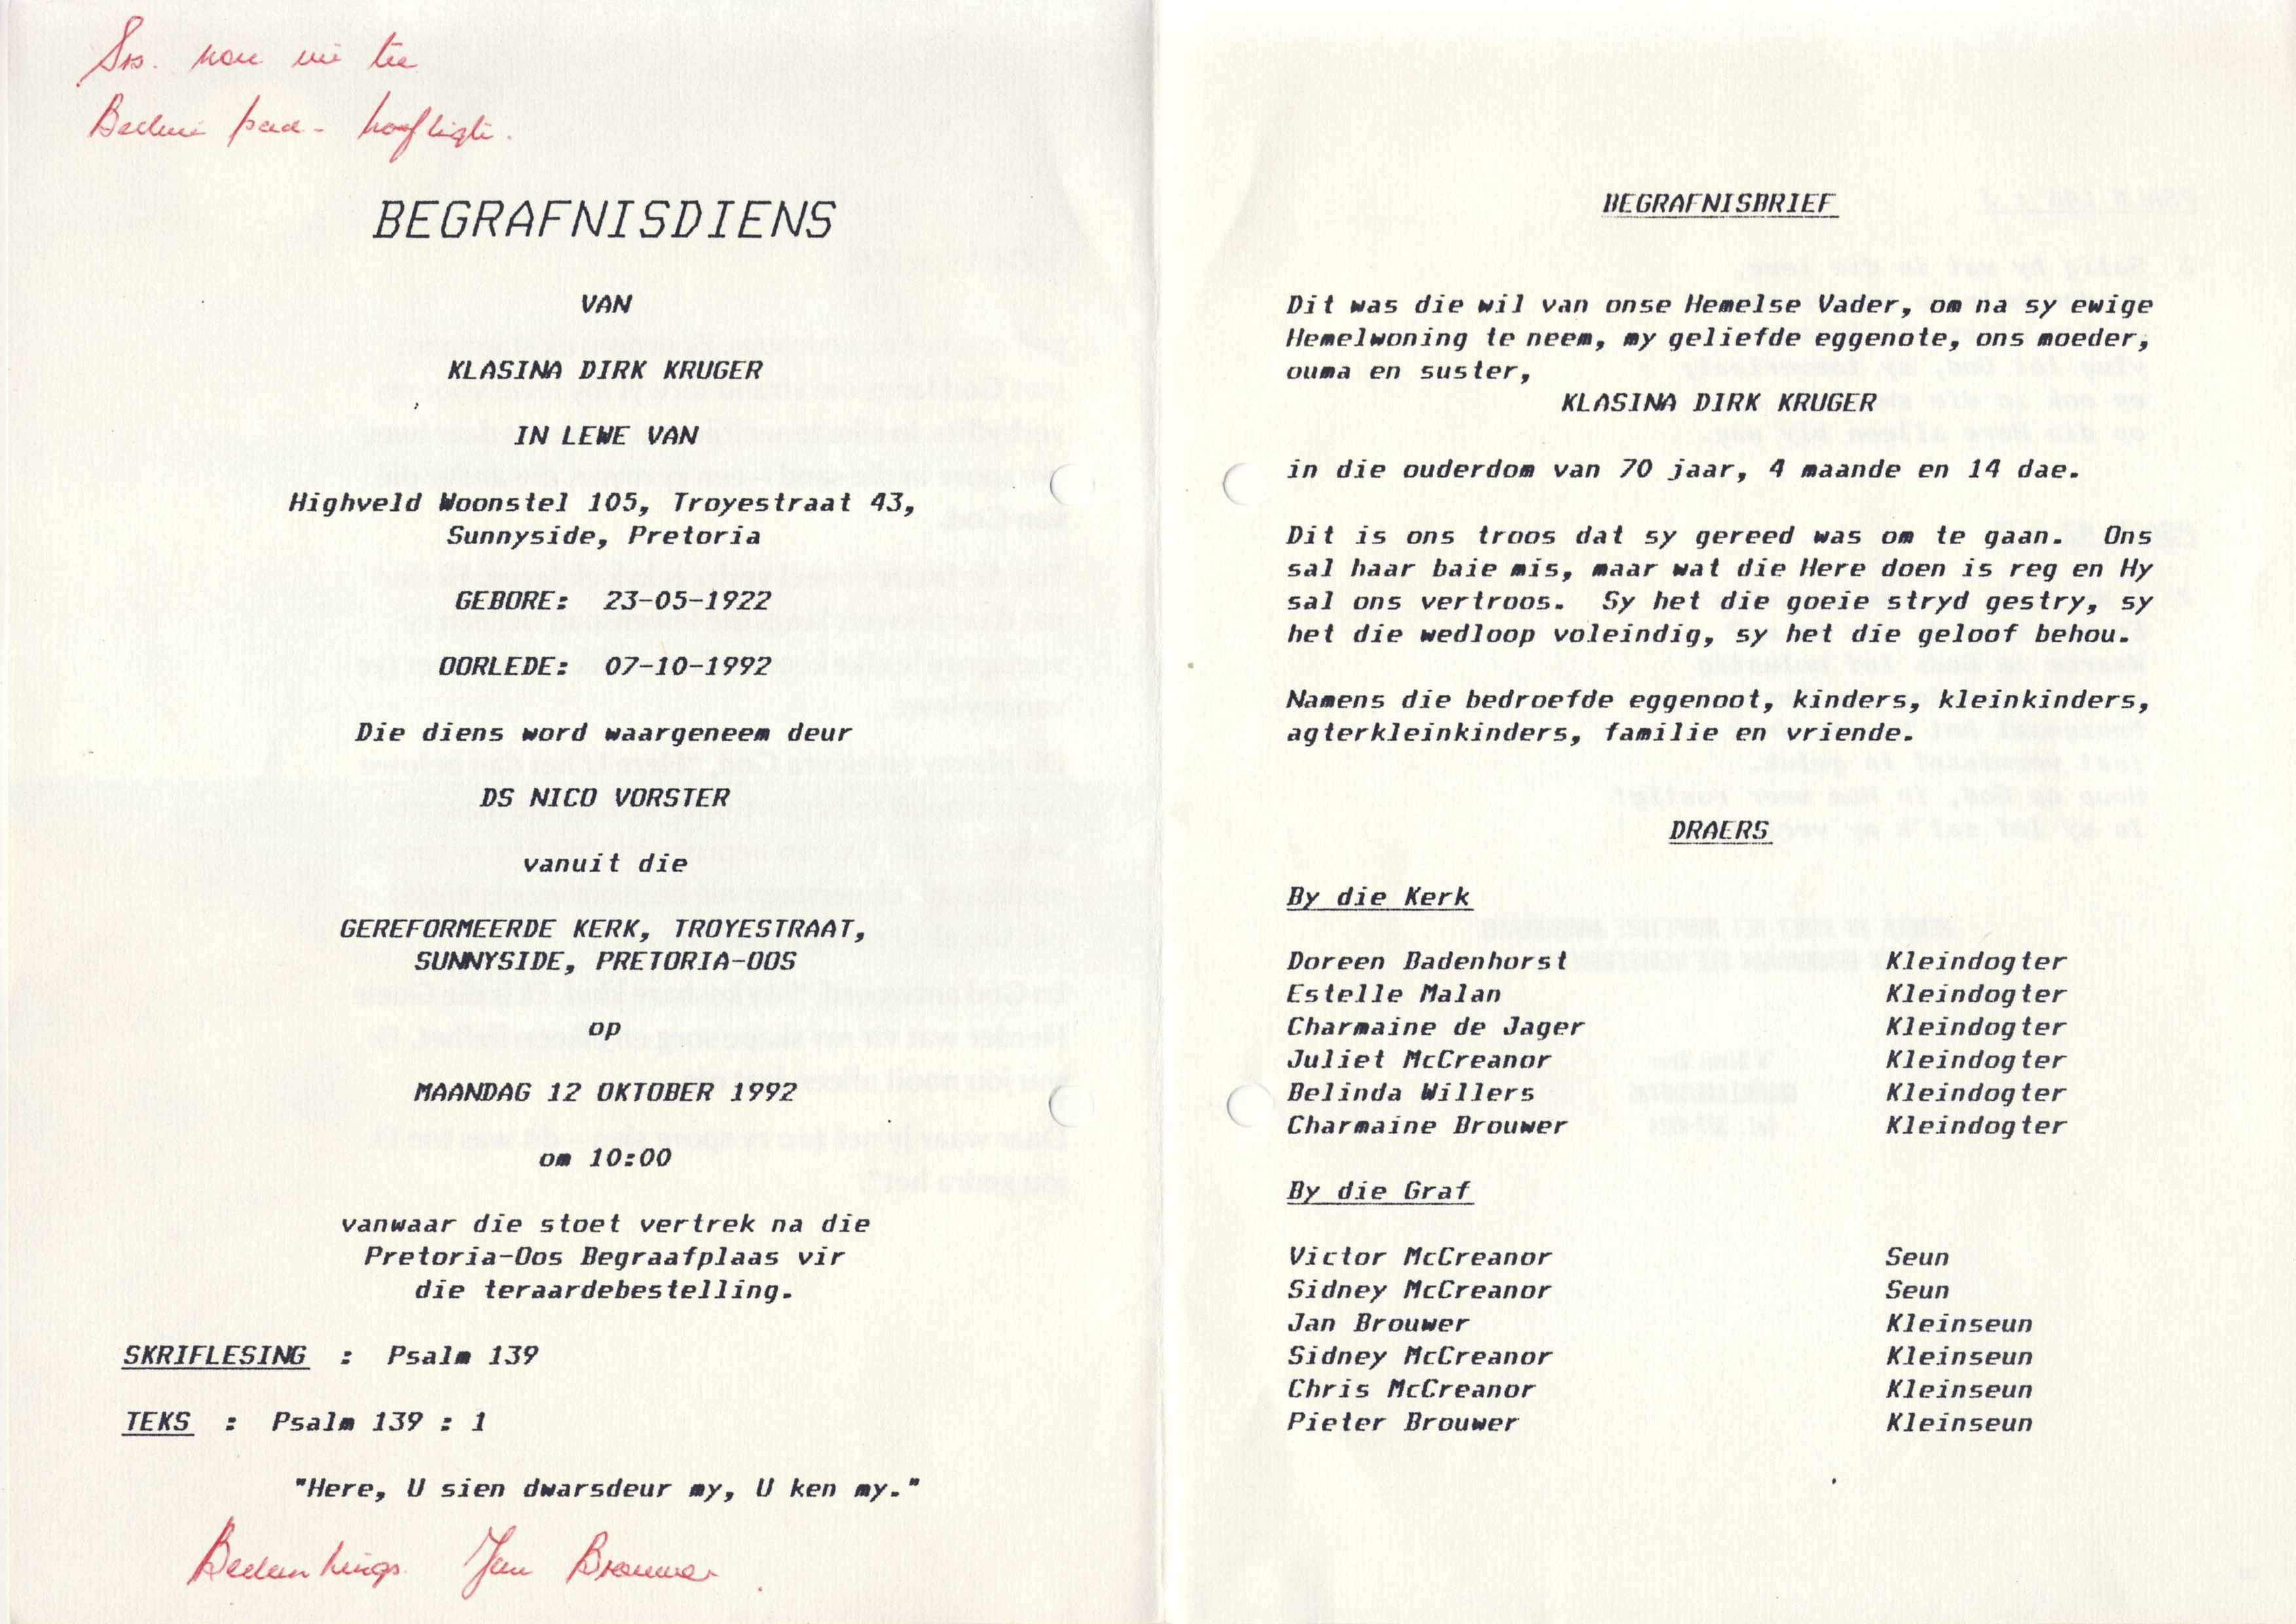 BEGRAFNISDIENS
VAN
KLASINA DIRK KRUGER
IN LEWE VAN
Highveld Woonstel 105, Troyestraat 43,
Sunnyside, Pretoria
GEBORE: 23-05-1922
OORLEDE: 07-10-1992
Die diens word waargeneem deur
DS NICO VORSTER
vanuit die
GEREFORMEERDE KERK, TROYESTRAAT,
SUNNYSIDE, PRETORIA-OOS
op
MAANDAG 12 OKTOBER 1992
om 10:00
vanwaar die stoet vertrek na die
Pretoria-Oos Begraafplaas vir
die teraardebestelling.
SKRIFLESING : Psalm 139
TEKS : Psalm 139 : 1
"Here, U sien dwarsdeur my, U ken my."
Bedankings. Jan Brouwer.
BEGRAFNISBRIEF
Dit was die wil van onse Hemelse Vader, om na sy ewige
Hemelwoning te neem, my geliefde eggenote, ons moeder,
ouma en suster,
KLASINA DIRK KRUGER
in die ouderdom van 70 jaar, 4 maande en 14 dae.
Dit is ons troos dat sy gereed was om te gaan. Ons
sal haar baie mis, maar wat die Here doen is reg en Hy
sal ons vertroos. Sy het die goeie stryd gestry, sy
het die wedloop voleindig, sy het die geloof behou.
Namens die bedroefde eggenoot, kinders, kleinkinders,
agterkleinkinders, familie en vriende.
DRAERS
By die Kerk
Doreen Badenhorst Kleindogter
Estelle Malan Kleindogter
Charmaine de Jager Kleindogter
Juliet McCreanor Kleindogter
Belinda Willers Kleindogter
Charmaine Brouwer Kleindogter
By die Graf
Victor McCreanor Seun
Sidney McCreanor Seun
Jan Brouwer Kleinseun
Sidney McCreanor Kleinseun
Chris McCreanor Kleinseun
Pieter Brouwer Kleinseun